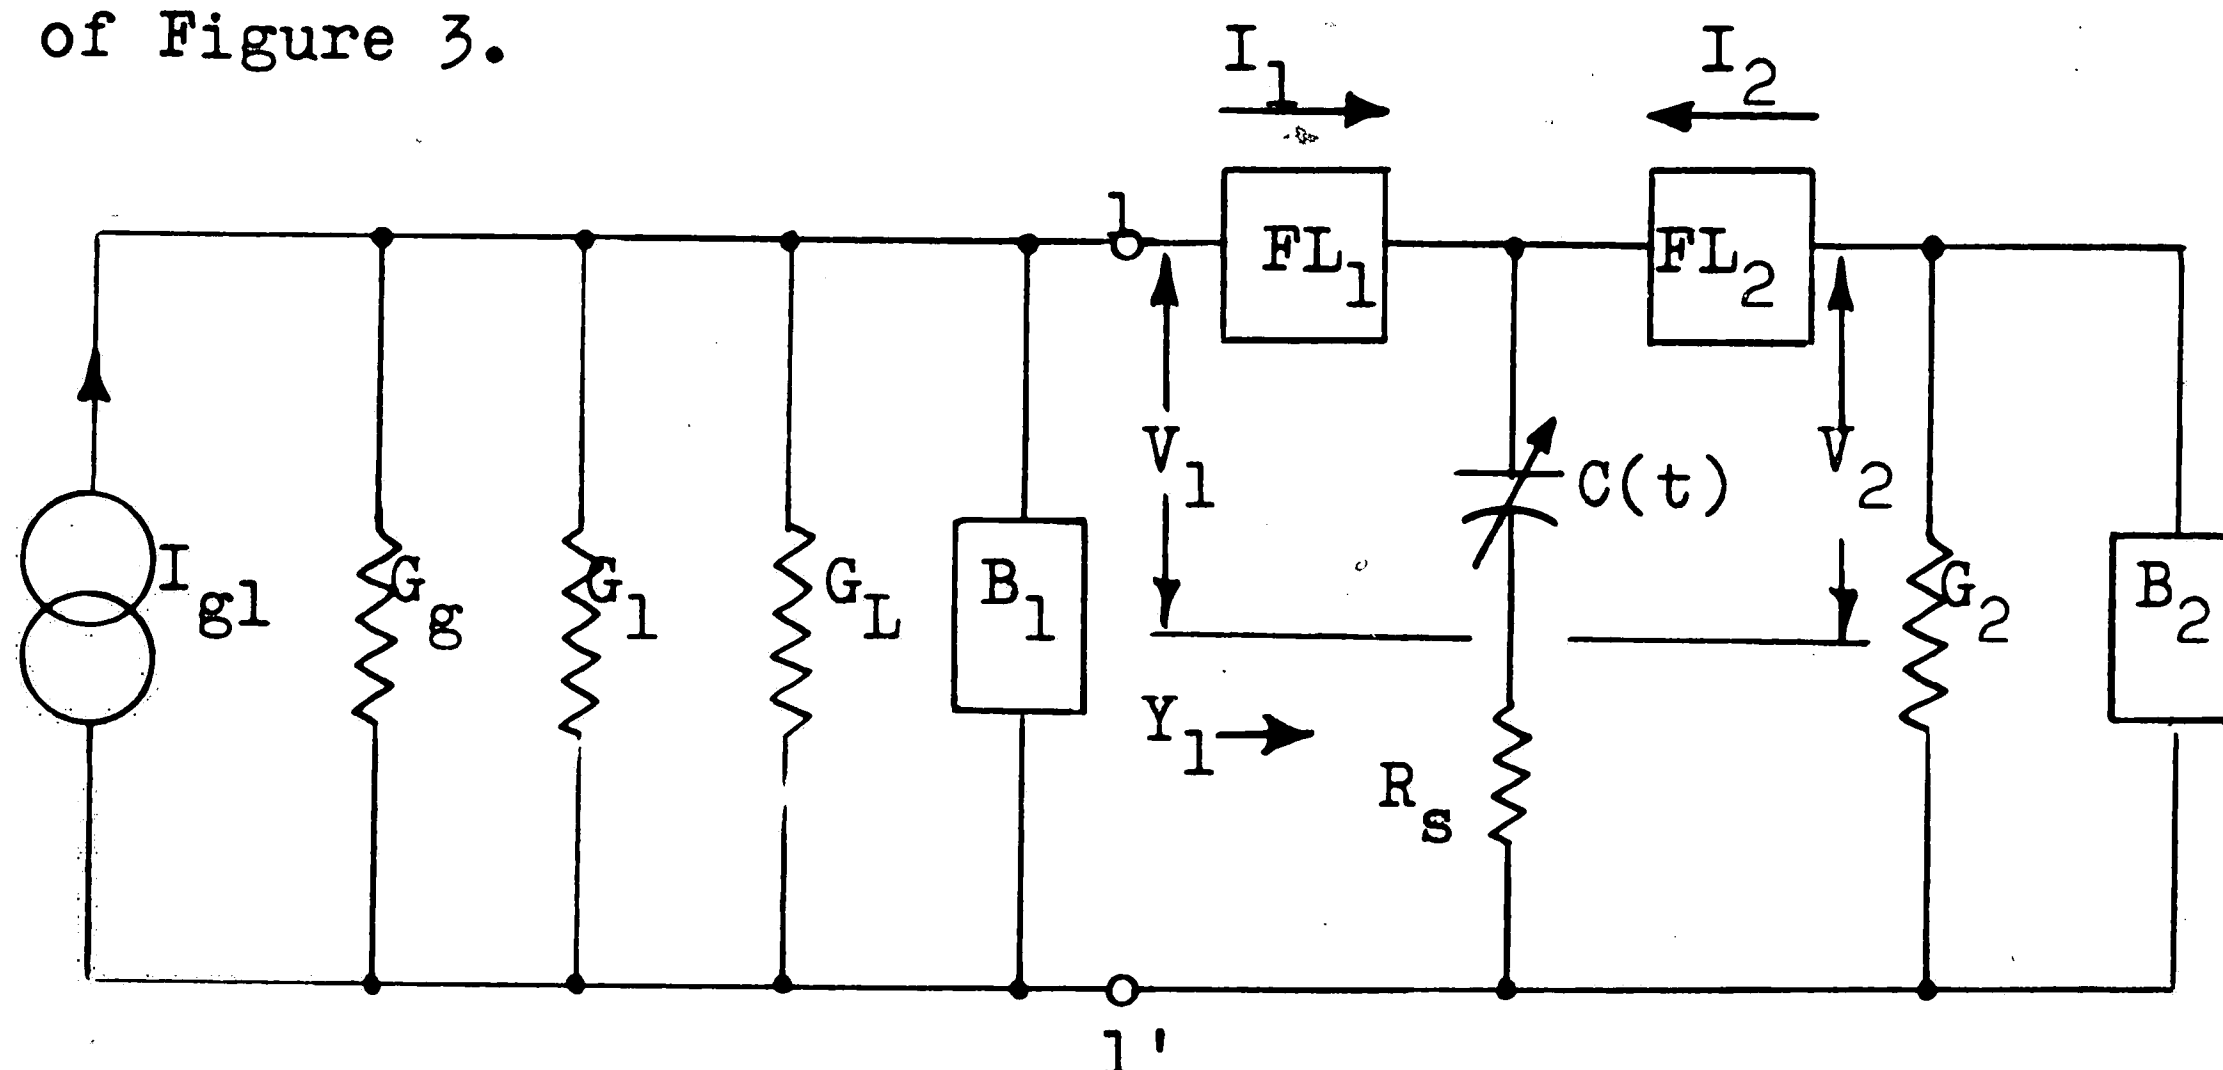 of Figure 3.
I1
I2
1
FL1
FL2
V1
C(t)
V2
Ig1
Gg
G1
GL
B1
G2
B2
Y1
Rs
1'